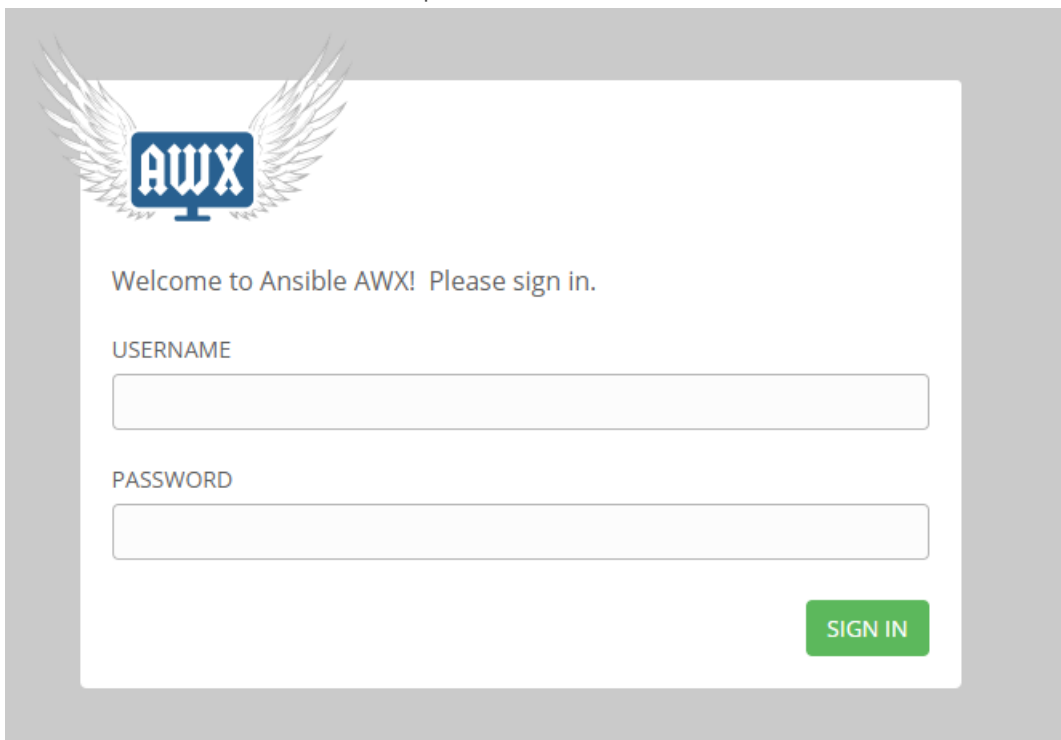 AWX
Welcome to Ansible AWX! Please sign in.
USERNAME
PASSWORD
SIGN IN